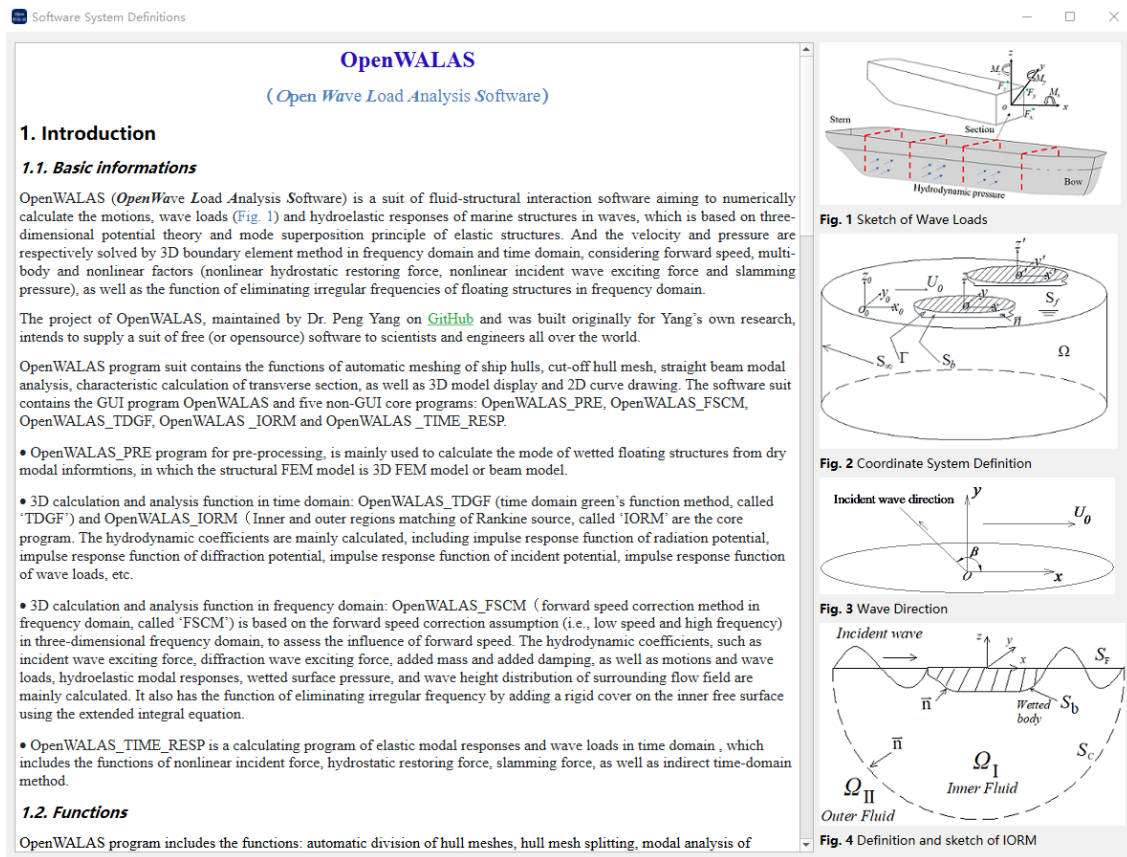 Software System Definitions
OpenWALAS
(Open Wave Load Analysis Software)
1. Introduction
1.1. Basic informations
OpenWALAS (OpenWave Load Analysis Software) is a suit of fluid-structural interaction software aiming to numerically
calculate the motions, wave loads (Fig. 1) and hydroelastic responses of marine structures in waves, which is based on three-
dimensional potential theory and mode superposition principle of elastic structures. And the velocity and pressure are
respectively solved by 3D boundary element method in frequency domain and time domain, considering forward speed, multi-
body and nonlinear factors (nonlinear hydrostatic restoring force, nonlinear incident wave exciting force and slamming
pressure), as well as the function of eliminating irregular frequencies of floating structures in frequency domain.
The project of OpenWALAS, mantained by Dr. Peng Yang on GitHub and was built originally for Yang's own research,
intends to supply a suit of free (or opensource) software to scientists and engineers all over the world.
OpenWALAS program suit contains the functions of automatic meshing of ship hulls, cut-off hull mesh, straight beam modal
analysis, characteristic calculation of transverse section, as well as 3D model display and 2D curve drawing. The software suit
contains the GUI program OpenWALAS and five non-GUI core programs: OpenWALAS_PRE, OpenWALAS_FSCM,
OpenWALAS_TDGF, OpenWALAS _IORM and OpenWALAS _TIME_RESP.
• OpenWALAS_PRE program for pre-processing, is mainly used to calculate the mode of wetted floating structures from dry
modal informtions, in which the structural FEM model is 3D FEM model or beam model.
• 3D calculation and analysis function in time domain: OpenWALAS_TDGF (time domain green's function method, called
'TDGF') and OpenWALAS_IORM（Inner and outer regions matching of Rankine source, called 'IORM' are the core
program. The hydrodynamic coefficients are mainly calculated, including impulse response function of radiation potential,
impulse response function of diffraction potential, impulse response function of incident potential, impulse response function
of wave loads, etc.
• 3D calculation and analysis function in frequency domain: OpenWALAS_FSCM（forward speed correction method in
frequency domain, called 'FSCM') is based on the forward speed correction assumption (i.e., low speed and high frequency)
in three-dimensional frequency domain, to assess the influence of forward speed. The hydrodynamic coefficients, such as
incident wave exciting force, diffraction wave exciting force, added mass and added damping, as well as motions and wave
loads, hydroelastic modal responses, wetted surface pressure, and wave height distribution of surrounding flow field are
mainly calculated. It also has the function of eliminating irregular frequency by adding a rigid cover on the inner free surface
using the extended integral equation.
• OpenWALAS_TIME_RESP is a calculating program of elastic modal responses and wave loads in time domain , which
includes the functions of nonlinear incident force, hydrostatic restoring force, slamming force, as well as indirect time-domain
method.
1.2. Functions
OpenWALAS program includes the functions: automatic division of hull meshes, hull mesh splitting, modal analysis of
z
y
x
o
Stern
Section
Bow
Hydrodynamic pressure
Fig. 1 Sketch of Wave Loads
z'
y'
x'
o'
z0
y0
x0
o0
U0
Sf
n
S∞
Γ
Sb
Ω
Fig. 2 Coordinate System Definition
Incident wave direction
y
U0
β
O
x
Fig. 3 Wave Direction
Incident wave
z
y
x
SF
n
Wetted
body
Sb
n
SC
ΩI
Inner Fluid
ΩII
Outer Fluid
Fig. 4 Definition and sketch of IORM